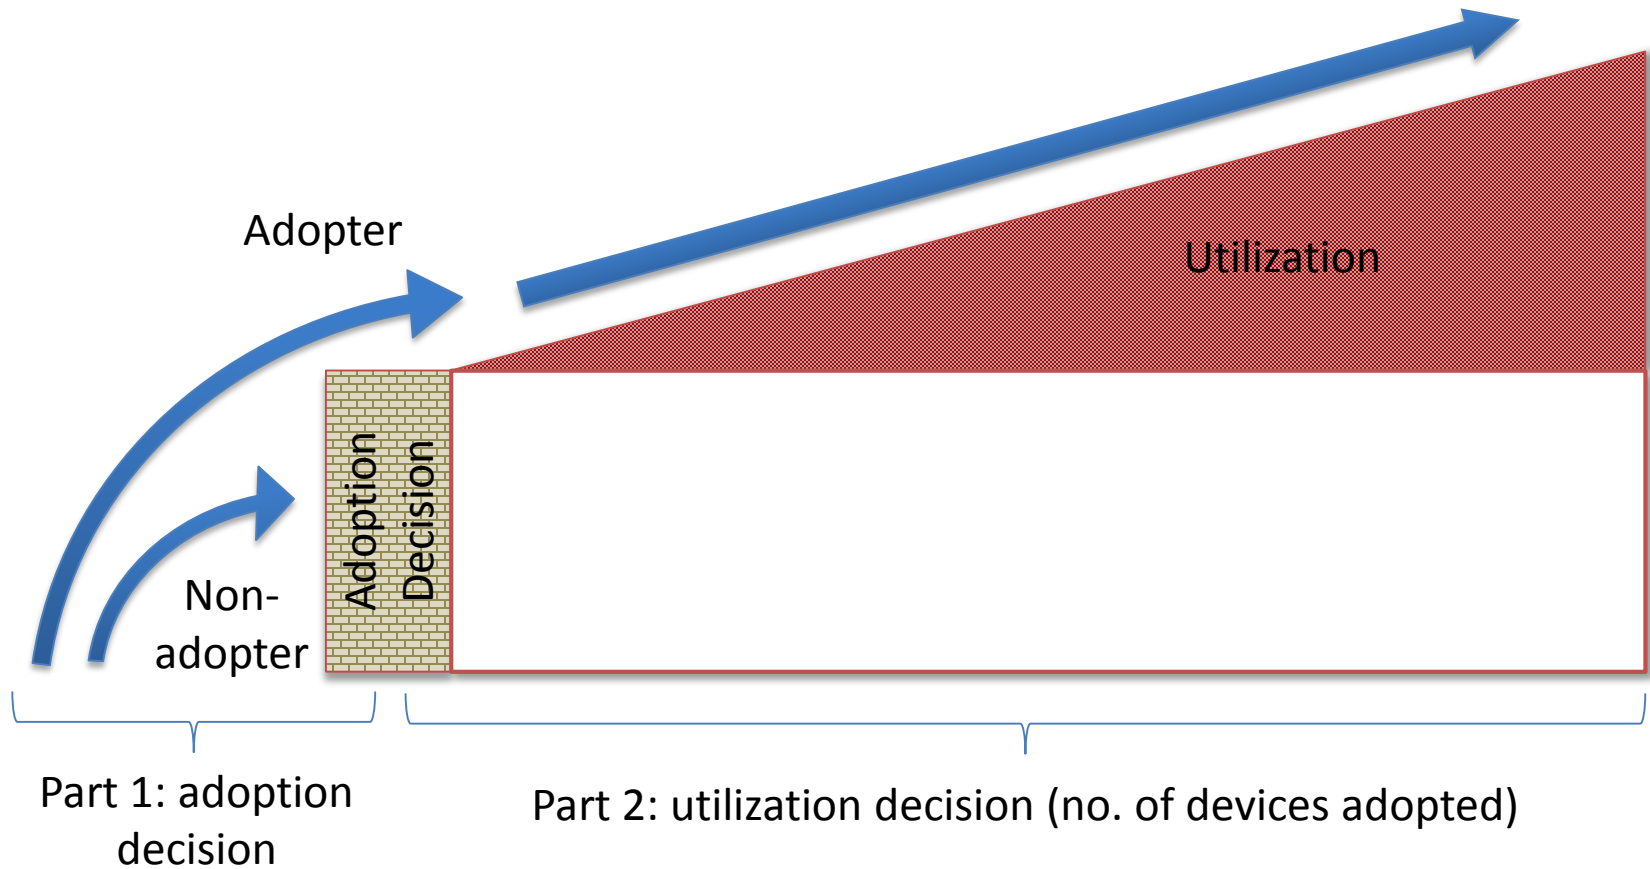 Adopter
Utilization
Adoption
Decision
Non-
adopter
Part 1: adoption
decision
Part 2: utilization decision (no. of devices adopted)